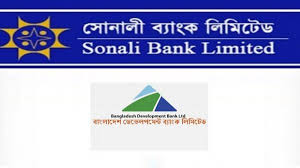 সোনালী ব্যাংক লিমিটেড
Sonali Bank Limited
Bangladesh Development Bank Ltd
বাংলাদেশ ডেভেলপমেন্ট ব্যাংক লিমিটেড